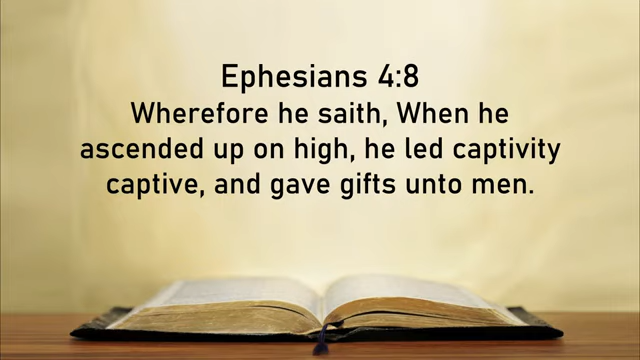 Ephesians 4:8
Wherefore he saith, When he
ascended up on high, he led captivity
captive, and gave gifts unto men.